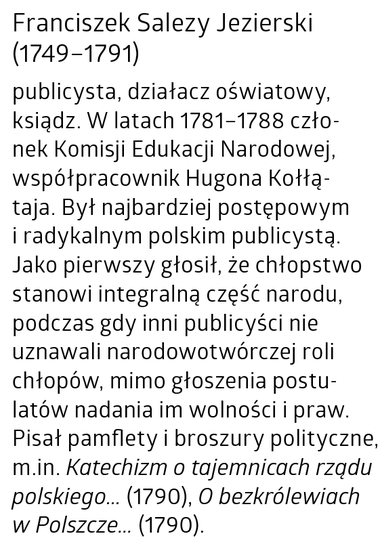 Franciszek Salezy Jezierski
(1749–1791)
publicysta, działacz oświatowy,
ksiądz. W latach 1781–1788 czło-
nek Komisji Edukacji Narodowej,
współpracownik Hugona Kołłą-
taja. Był najbardziej postępowym
i radykalnym polskim publicystą.
Jako pierwszy głosił, że chłopstwo
stanowi integralną część narodu,
podczas gdy inni publicyści nie
uznawali narodowotwórczej roli
chłopów, mimo głoszenia postu-
latów nadania im wolności i praw.
Pisał pamflety i broszury polityczne,
m.in. Katechizm o tajemnicach rządu
polskiego... (1790), O bezkrólewiach
w Polszcze... (1790).